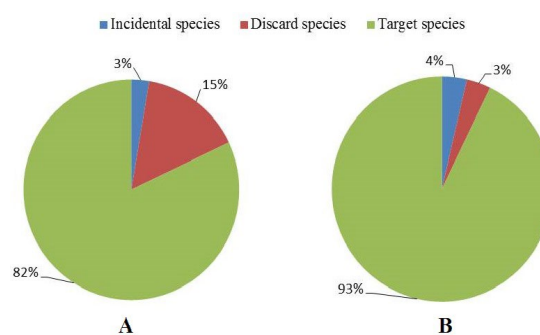 Incidental species Discard species Target species
3%
15%
82%
A
4%
3%
93%
B